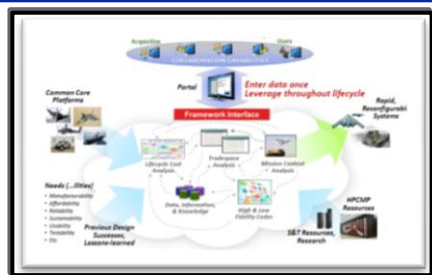 Acquisition
Users
COLLABORATION CAPABILITIES
Portal
Enter data once
Leverage throughout lifecycle
Common Core
Platforms
Rapid,
Reconfigurable
Systems
Framework Interface
Lifecycle Cost
Analysis
Tradespace
Analysis
Mission Context
Analysis
Needs (...ilities)
• Manufacturability
• Affordability
• Reliability
• Sustainability
• Usability
• Testability
• Etc
Data, Information,
& Knowledge
High & Low
Fidelity Codes
Previous Design
Successes,
Lessons-learned
S&T Resources,
Research
HPCMP
Resources